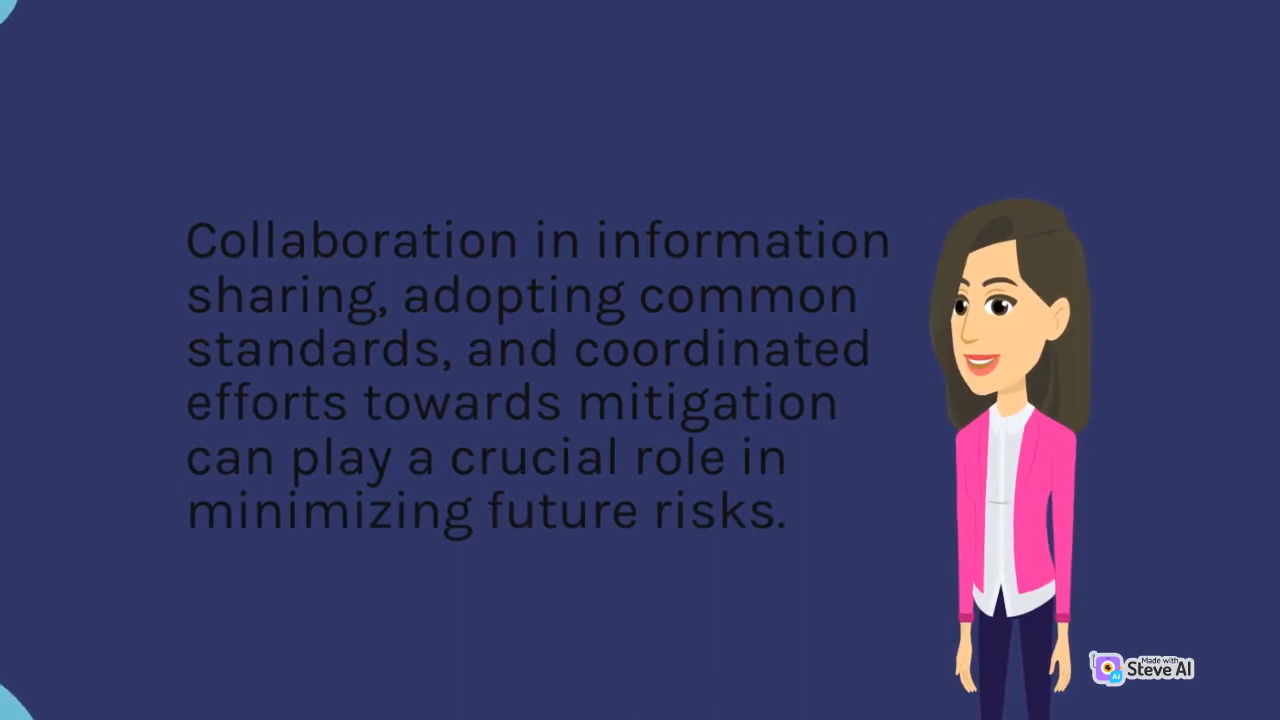 Collaboration in information
sharing, adopting common
standards, and coordinated
efforts towards mitigation
can play a crucial role in
minimizing future risks.
Made with
Steve AI
AI